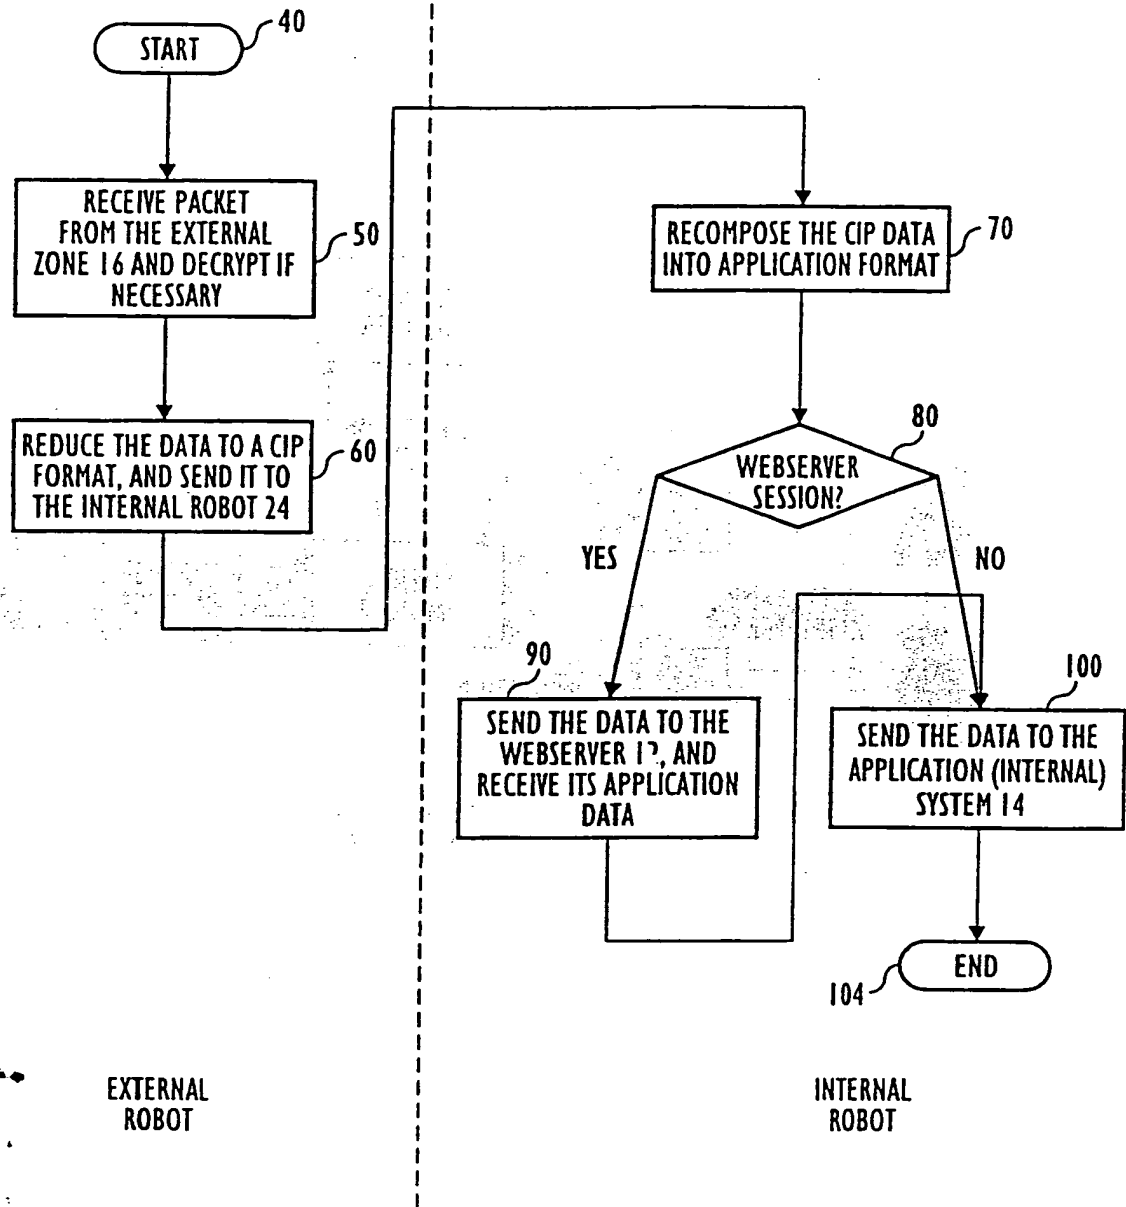 START
40
RECEIVE PACKET
FROM THE EXTERNAL
ZONE 16 AND DECRYPT IF
NECESSARY
50
REDUCE THE DATA TO A CIP
FORMAT, AND SEND IT TO
THE INTERNAL ROBOT 24
60
RECOMPOSE THE CIP DATA
INTO APPLICATION FORMAT
70
WEBSERVER
SESSION?
80
YES
NO
90
SEND THE DATA TO THE
WEBSERVER , AND
RECEIVE ITS APPLICATION
DATA
100
SEND THE DATA TO THE
APPLICATION (INTERNAL)
SYSTEM 14
END
104
EXTERNAL
ROBOT
INTERNAL
ROBOT